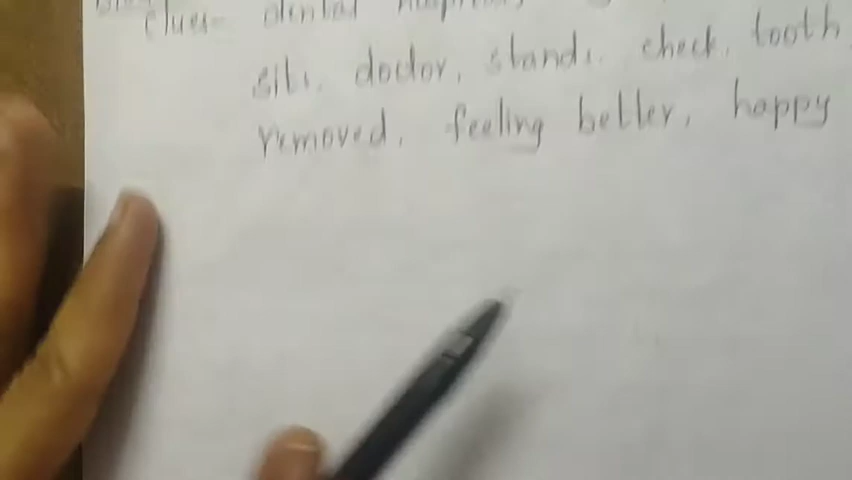 clues- dental
sits, doctor, stands, check, tooth
removed, feeling better, happy